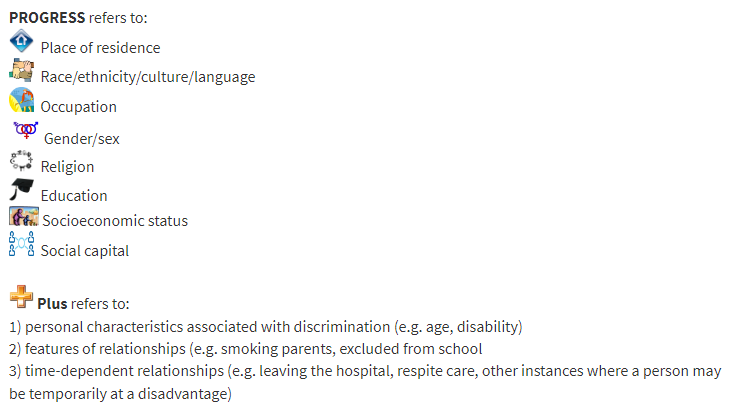 PROGRESS refers to:
Place of residence
Race/ethnicity/culture/language
Occupation
Gender/sex
Religion
Education
Socioeconomic status
Social capital
Plus refers to:
1) personal characteristics associated with discrimination (e.g. age, disability)
2) features of relationships (e.g. smoking parents, excluded from school
3) time-dependent relationships (e.g. leaving the hospital, respite care, other instances where a person may
be temporarily at a disadvantage)